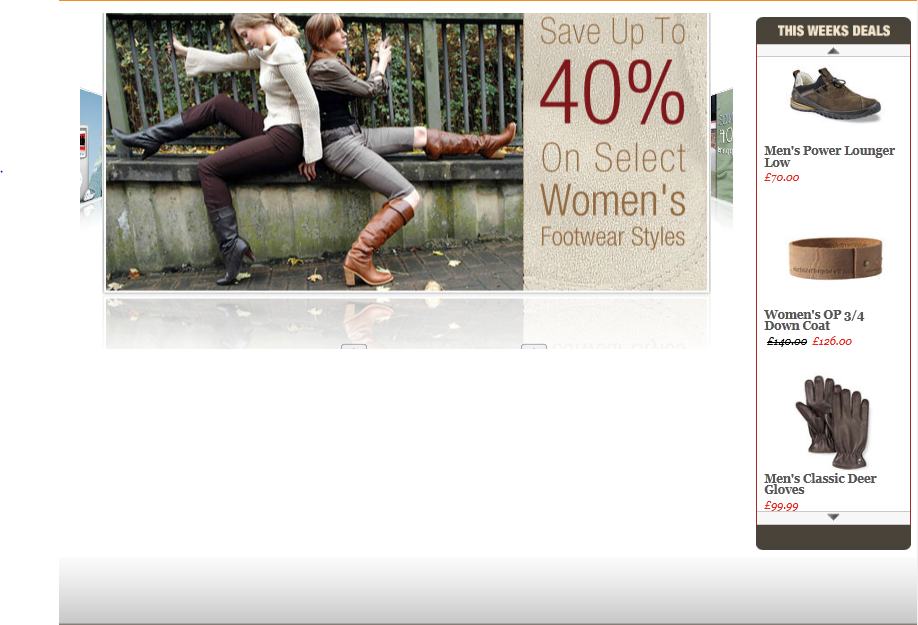 Save Up To
40%
On Select
Women's
Footwear Styles
THIS WEEKS DEALS
Men's Power Lounger
Low
£70.00
Women's OP 3/4
Down Coat
£140.00 £126.00
Men's Classic Deer
Gloves
£99.99